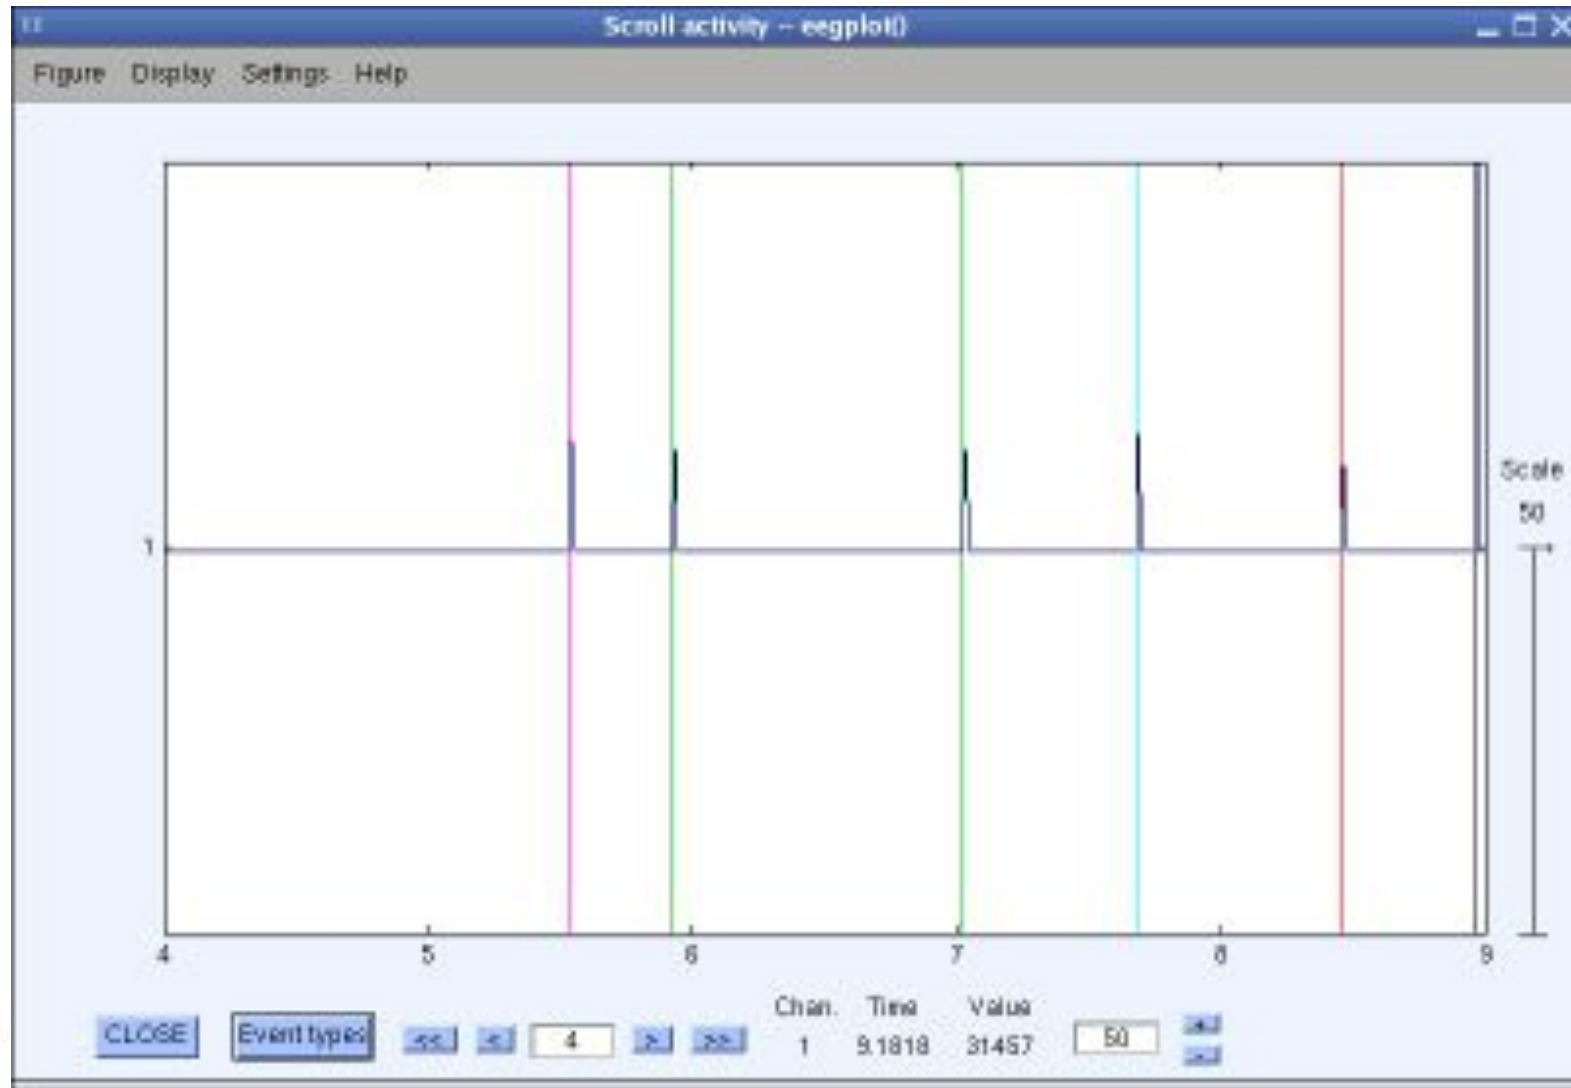 Scroll activity -- eegplot()
Figure Display Settings Help
Scale
50
1
4 5 6 7 8 9
Chan. Time Value
CLOSE Event types << < 4 > >> 1 9.1818 31457 50 +
-